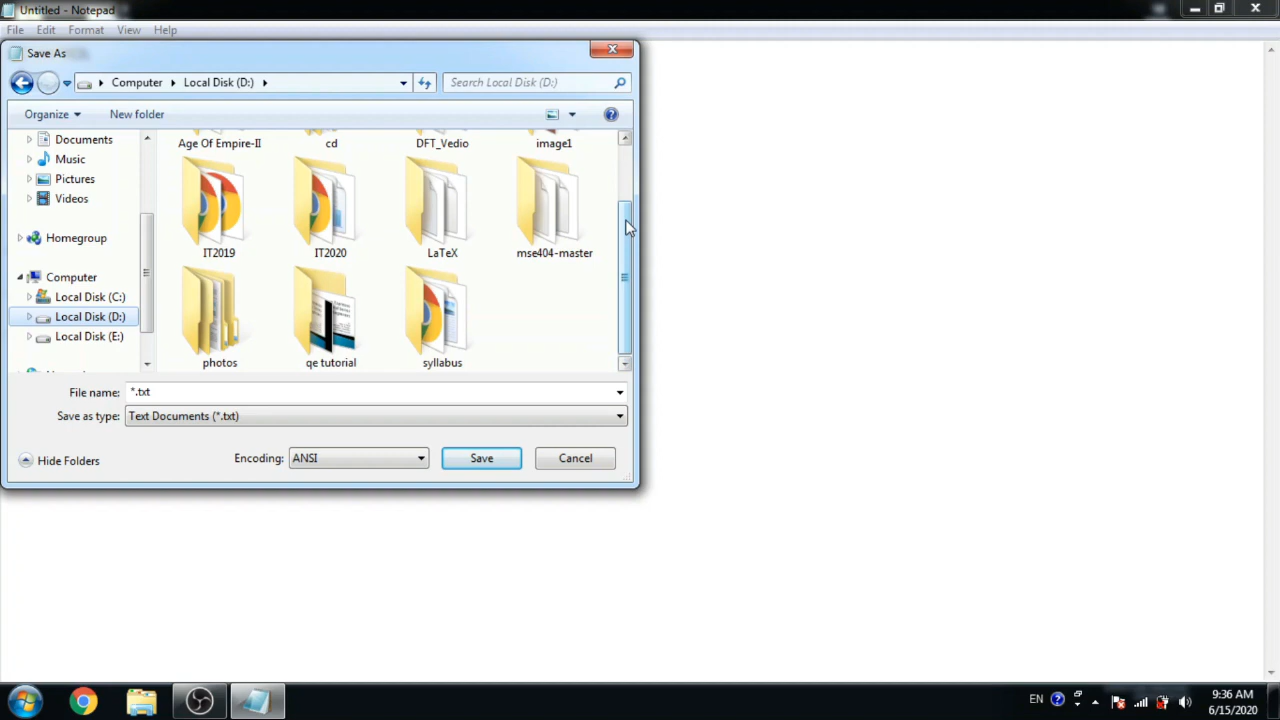 Untitled - Notepad
File Edit Format View Help
Save As
Computer Local Disk (D:) Search Local Disk (D:)
Organize New folder
Documents
Music
Pictures
Videos
Homegroup
Computer
Local Disk (C:)
Local Disk (D:)
Local Disk (E:)
Age Of Empire-II cd DFT_Vedio image1
IT2019 IT2020 LaTeX mse404-master
photos qe tutorial syllabus
File name: *.txt
Save as type: Text Documents (*.txt)
Hide Folders Encoding: ANSI Save Cancel
EN 9:36 AM
6/15/2020